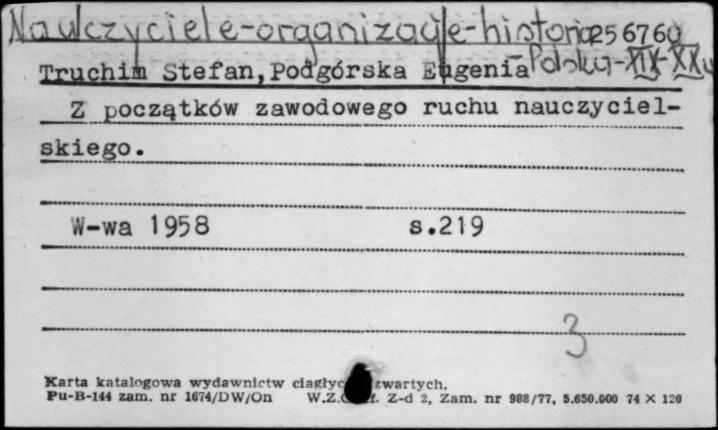 Nauczyciele-organizacje-historia 256760
-Polska-XIX-XXw
Truchim Stefan, Podgórska Eugenia
Z początków zawodowego ruchu nauczyciel-
skiego.
W-wa 1958 s.219
3
Karta katalogowa wydawnictw ciągłyc zwartych.
Pu-B-144 zam. nr 1674/DW/On W.Z. Z-d 2, Zam. nr 988/77, 5.650.000 74 X 120